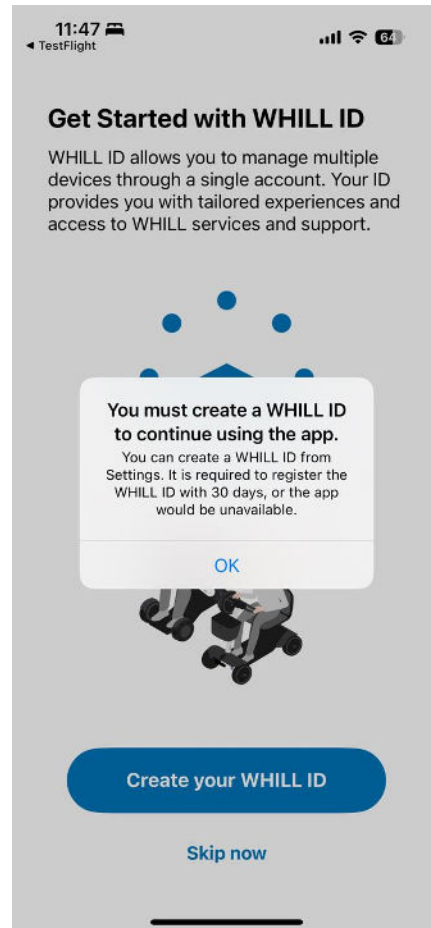 11:47
TestFlight
64
Get Started with WHILL ID
WHILL ID allows you to manage multiple
devices through a single account. Your ID
provides you with tailored experiences and
access to WHILL services and support.
You must create a WHILL ID
to continue using the app.
You can create a WHILL ID from
Settings. It is required to register the
WHILL ID with 30 days, or the app
would be unavailable.
OK
Create your WHILL ID
Skip now